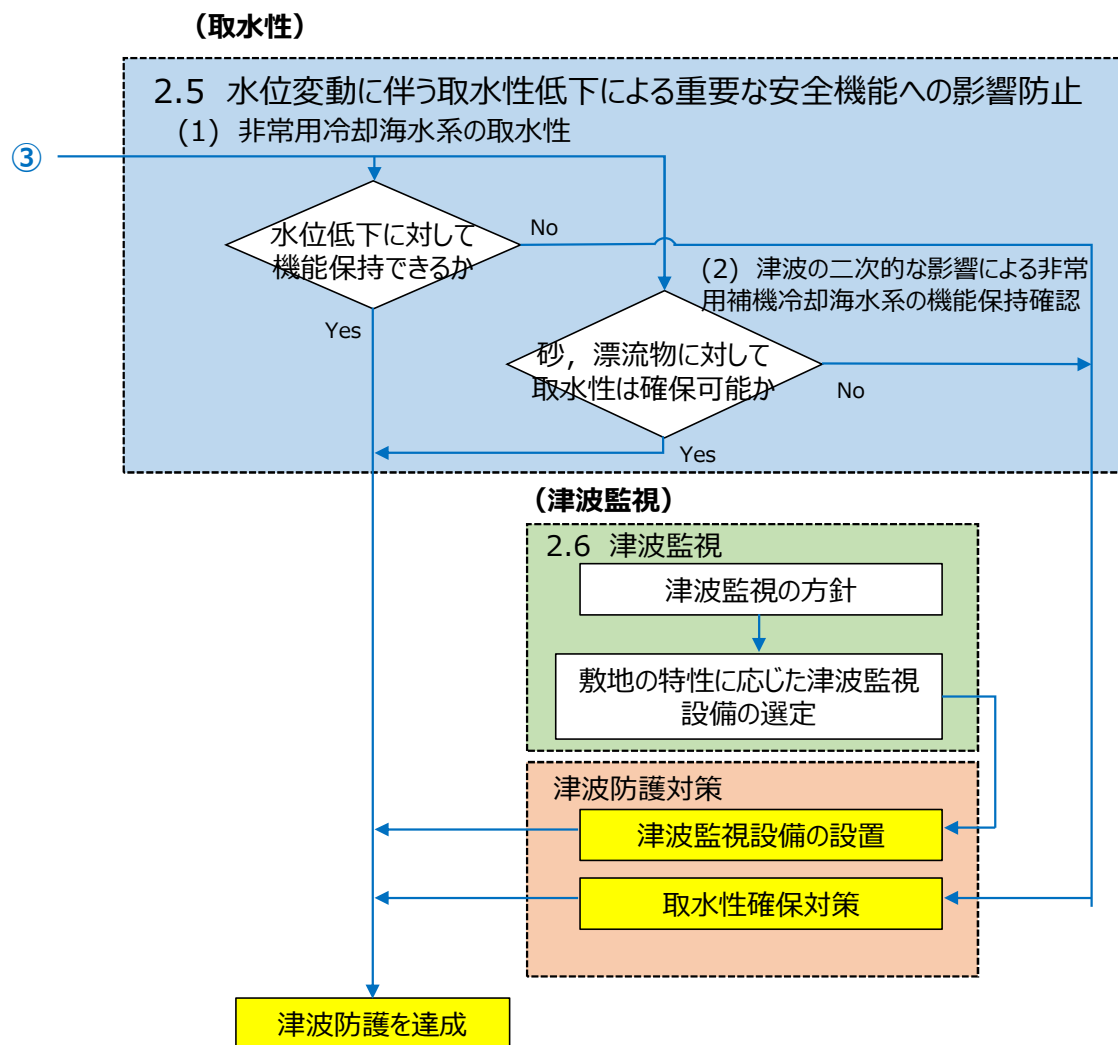 （取水性）
2.5 水位変動に伴う取水性低下による重要な安全機能への影響防止
(1) 非常用冷却海水系の取水性
③
水位低下に対して
機能保持できるか
No
Yes
(2) 津波の二次的な影響による非常
用補機冷却海水系の機能保持確認
砂，漂流物に対して
取水性は確保可能か
No
Yes
（津波監視）
2.6 津波監視
津波監視の方針
敷地の特性に応じた津波監視
設備の選定
津波防護対策
津波監視設備の設置
取水性確保対策
津波防護を達成